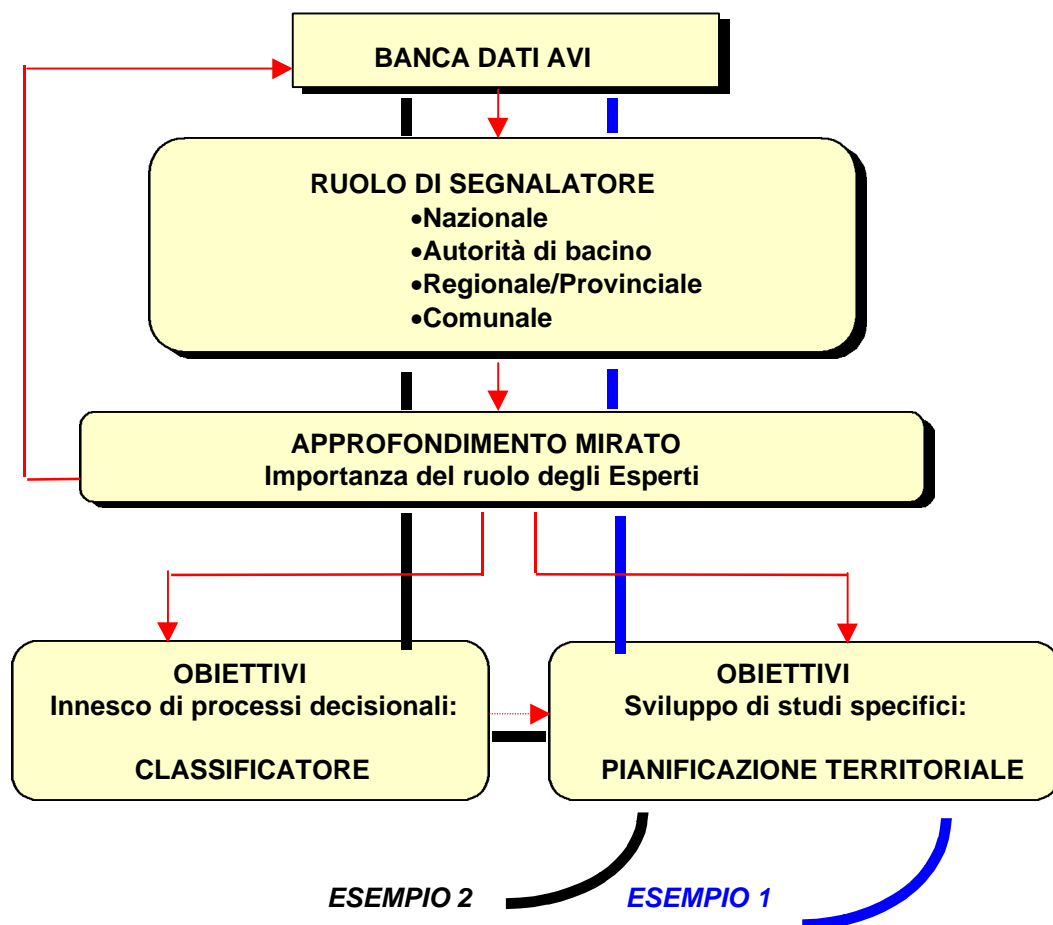 BANCA DATI AVI
RUOLO DI SEGNALATORE
•Nazionale
•Autorità di bacino
•Regionale/Provinciale
•Comunale
APPROFONDIMENTO MIRATO
Importanza del ruolo degli Esperti
OBIETTIVI
Innesco di processi decisionali:
CLASSIFICATORE
OBIETTIVI
Sviluppo di studi specifici:
PIANIFICAZIONE TERRITORIALE
ESEMPIO 2
ESEMPIO 1